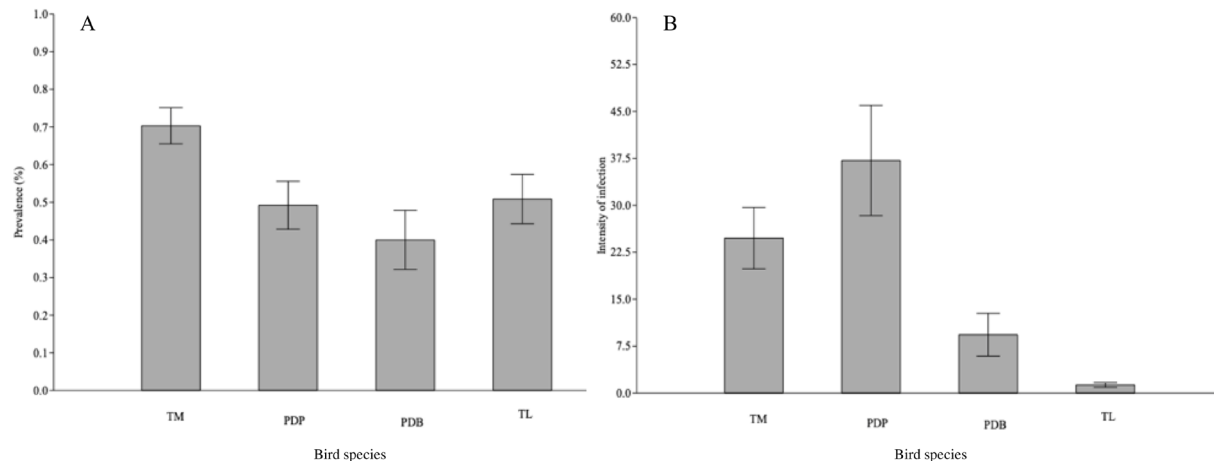 A
1.0
0.9
0.8
0.7
0.6
0.5
0.4
0.3
0.2
0.1
0.0
Prevalence (%)
TM
PDP
PDB
TL
Bird species
B
60.0
52.5
45.0
37.5
30.0
22.5
15.0
7.5
0.0
Intensity of infection
TM
PDP
PDB
TL
Bird species